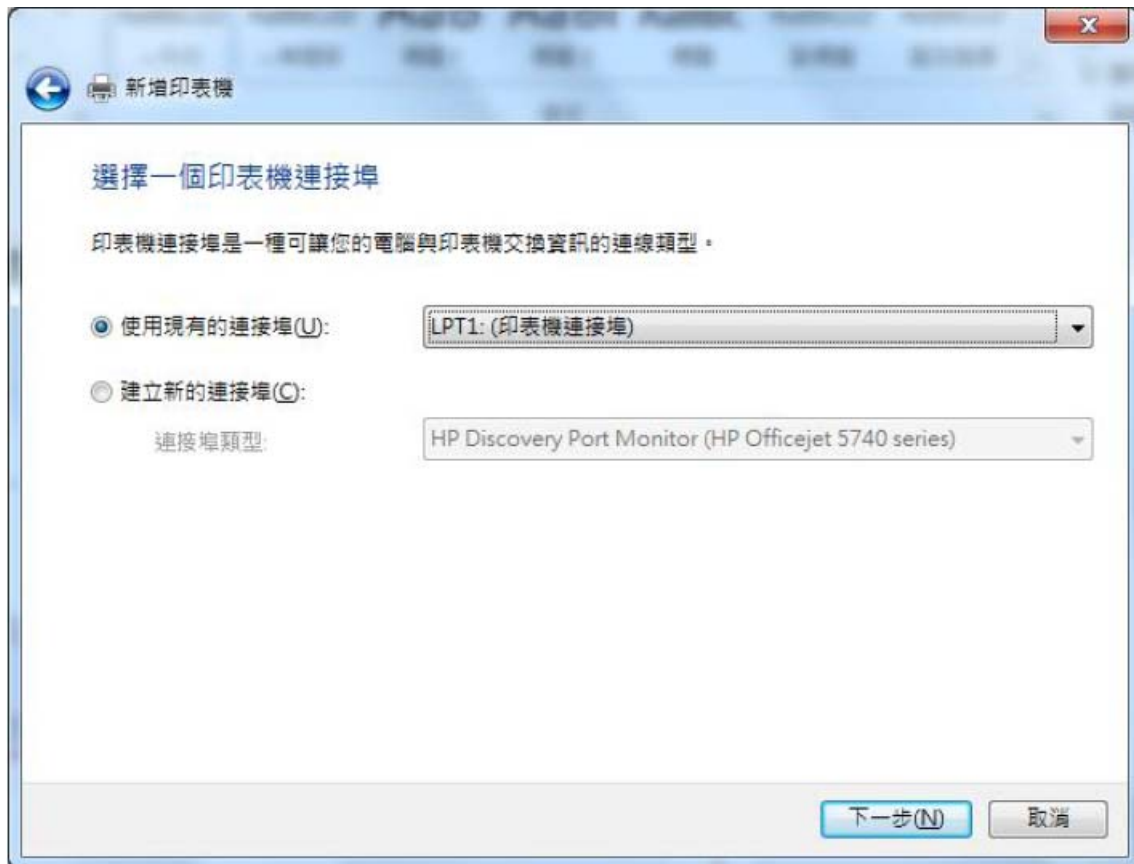 新增印表機
選擇一個印表機連接埠
印表機連接埠是一種可讓您的電腦與印表機交換資訊的連線類型。
使用現有的連接埠(U):
LPT1: (印表機連接埠)
建立新的連接埠(C):
連接埠類型:
HP Discovery Port Monitor (HP Officejet 5740 series)
下一步(N)
取消